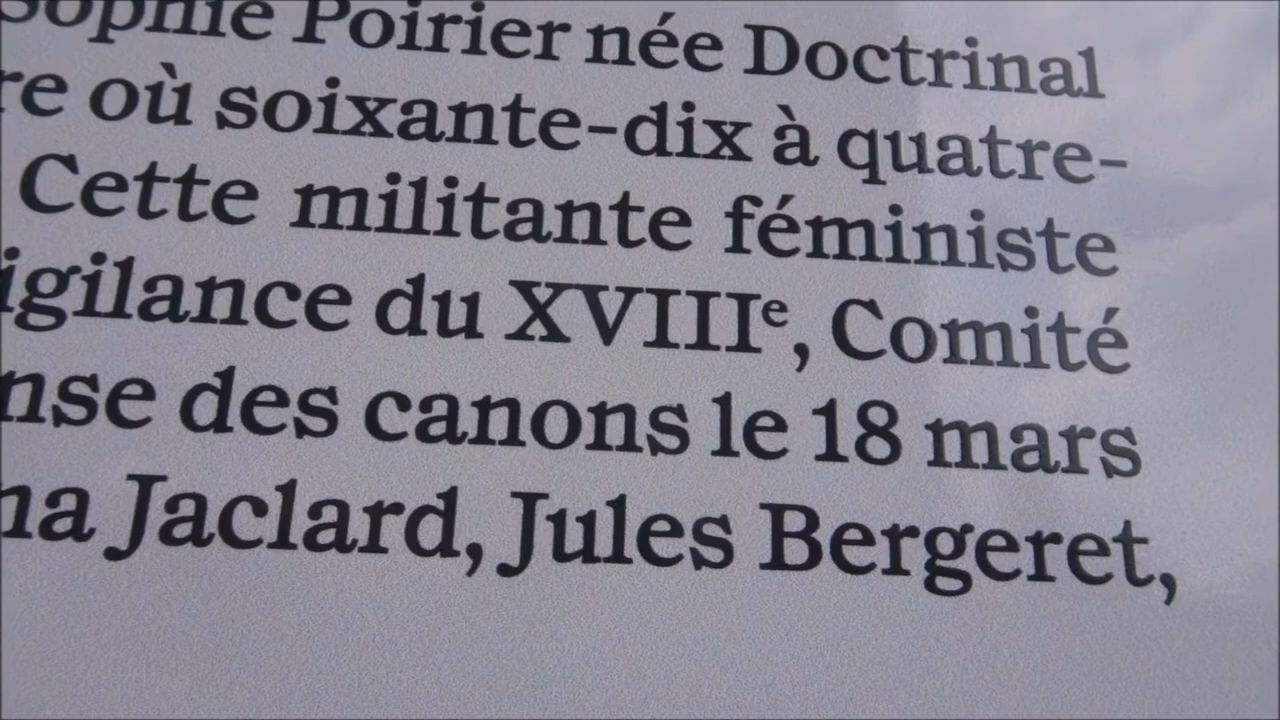 Sophie Poirier née Doctrinal
re où soixante-dix à quatre-
Cette militante féministe
igilance du XVIIIe, Comité
nse des canons le 18 mars
na Jaclard, Jules Bergeret,